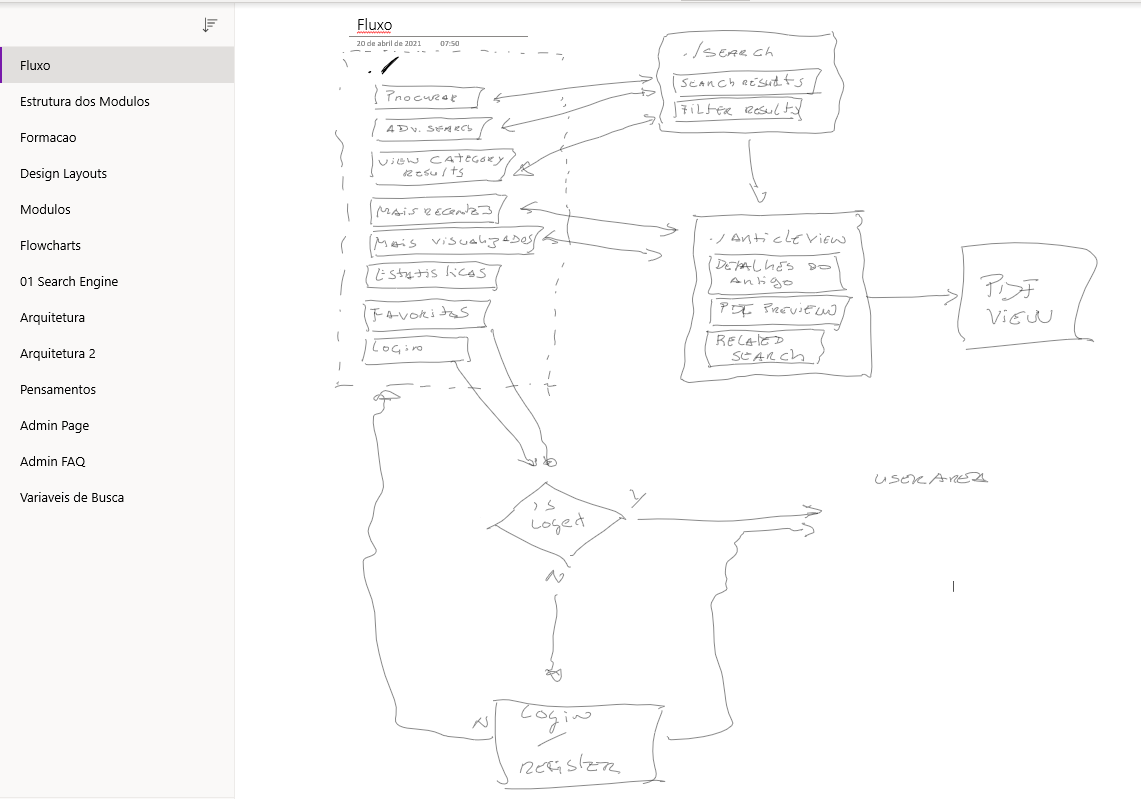 Fluxo
Estrutura dos Modulos
Formacao
Design Layouts
Modulos
Flowcharts
01 Search Engine
Arquitetura
Arquitetura 2
Pensamentos
Admin Page
Admin FAQ
Variaveis de Busca
Fluxo
20 de abril de 2021 07:50
./
PROCURAR
ADV. SEARCH
VIEW CATEGORY
RESULTS
MAIS RECENTES
MAIS VISUALIZADOS
EStatisticas
FAVORITOS
LOGIN
./SEARCH
SEARCH RESULTS
FILTER RESULTS
./ArticleView
DETALHES DO
Artigo
PDF PREVIEW
RELATED
SEARCH
PDF
VIEW
is
Loged
Y
N
USER AREA
N
LOGIN
/
REGISTER